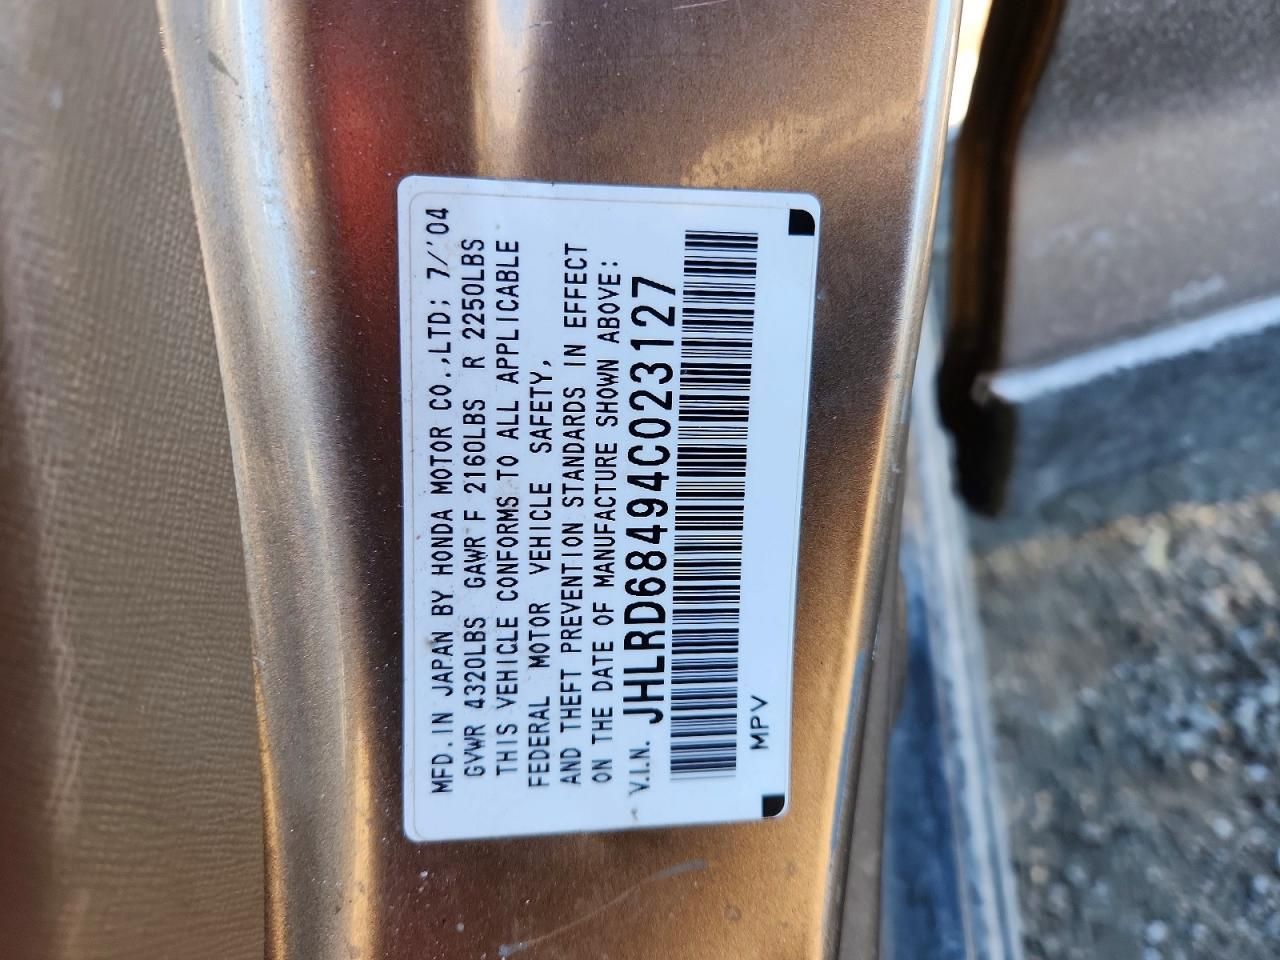 MFD. IN JAPAN BY HONDA MOTOR CO.,LTD; 7/'04
GVWR 4320LBS GAWR F 2160LBS R 2250LBS
THIS VEHICLE CONFORMS TO ALL APPLICABLE
FEDERAL MOTOR VEHICLE SAFETY,
AND THEFT PREVENTION STANDARDS IN EFFECT
ON THE DATE OF MANUFACTURE SHOWN ABOVE:
V.I.N. JHLRD68494C023127
MPV